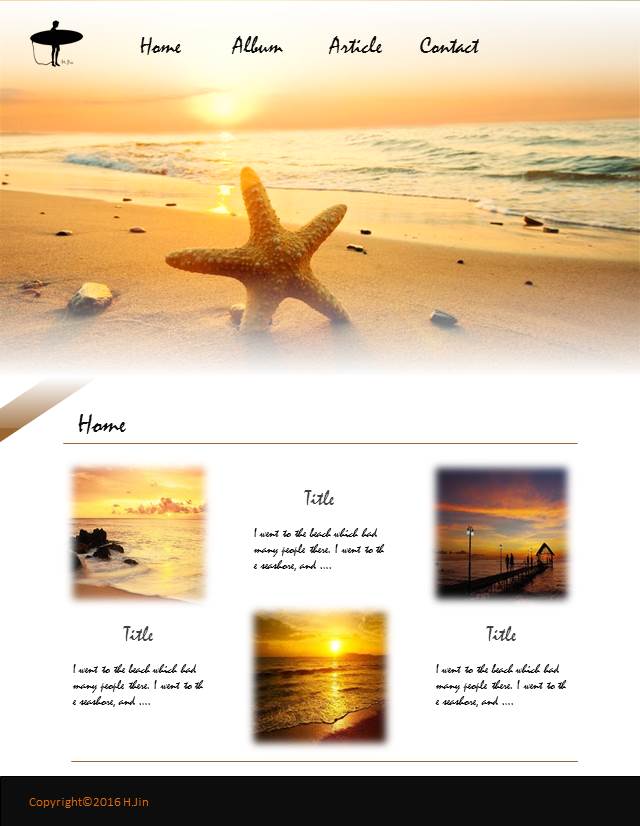 H.Jin
Home Album Article Contact
Home
Title
I went to the beach which had
many people there. I went to th
e seashore, and ....
Title
I went to the beach which had
many people there. I went to th
e seashore, and ....
Title
I went to the beach which had
many people there. I went to th
e seashore, and ....
Copyright©2016 H.Jin